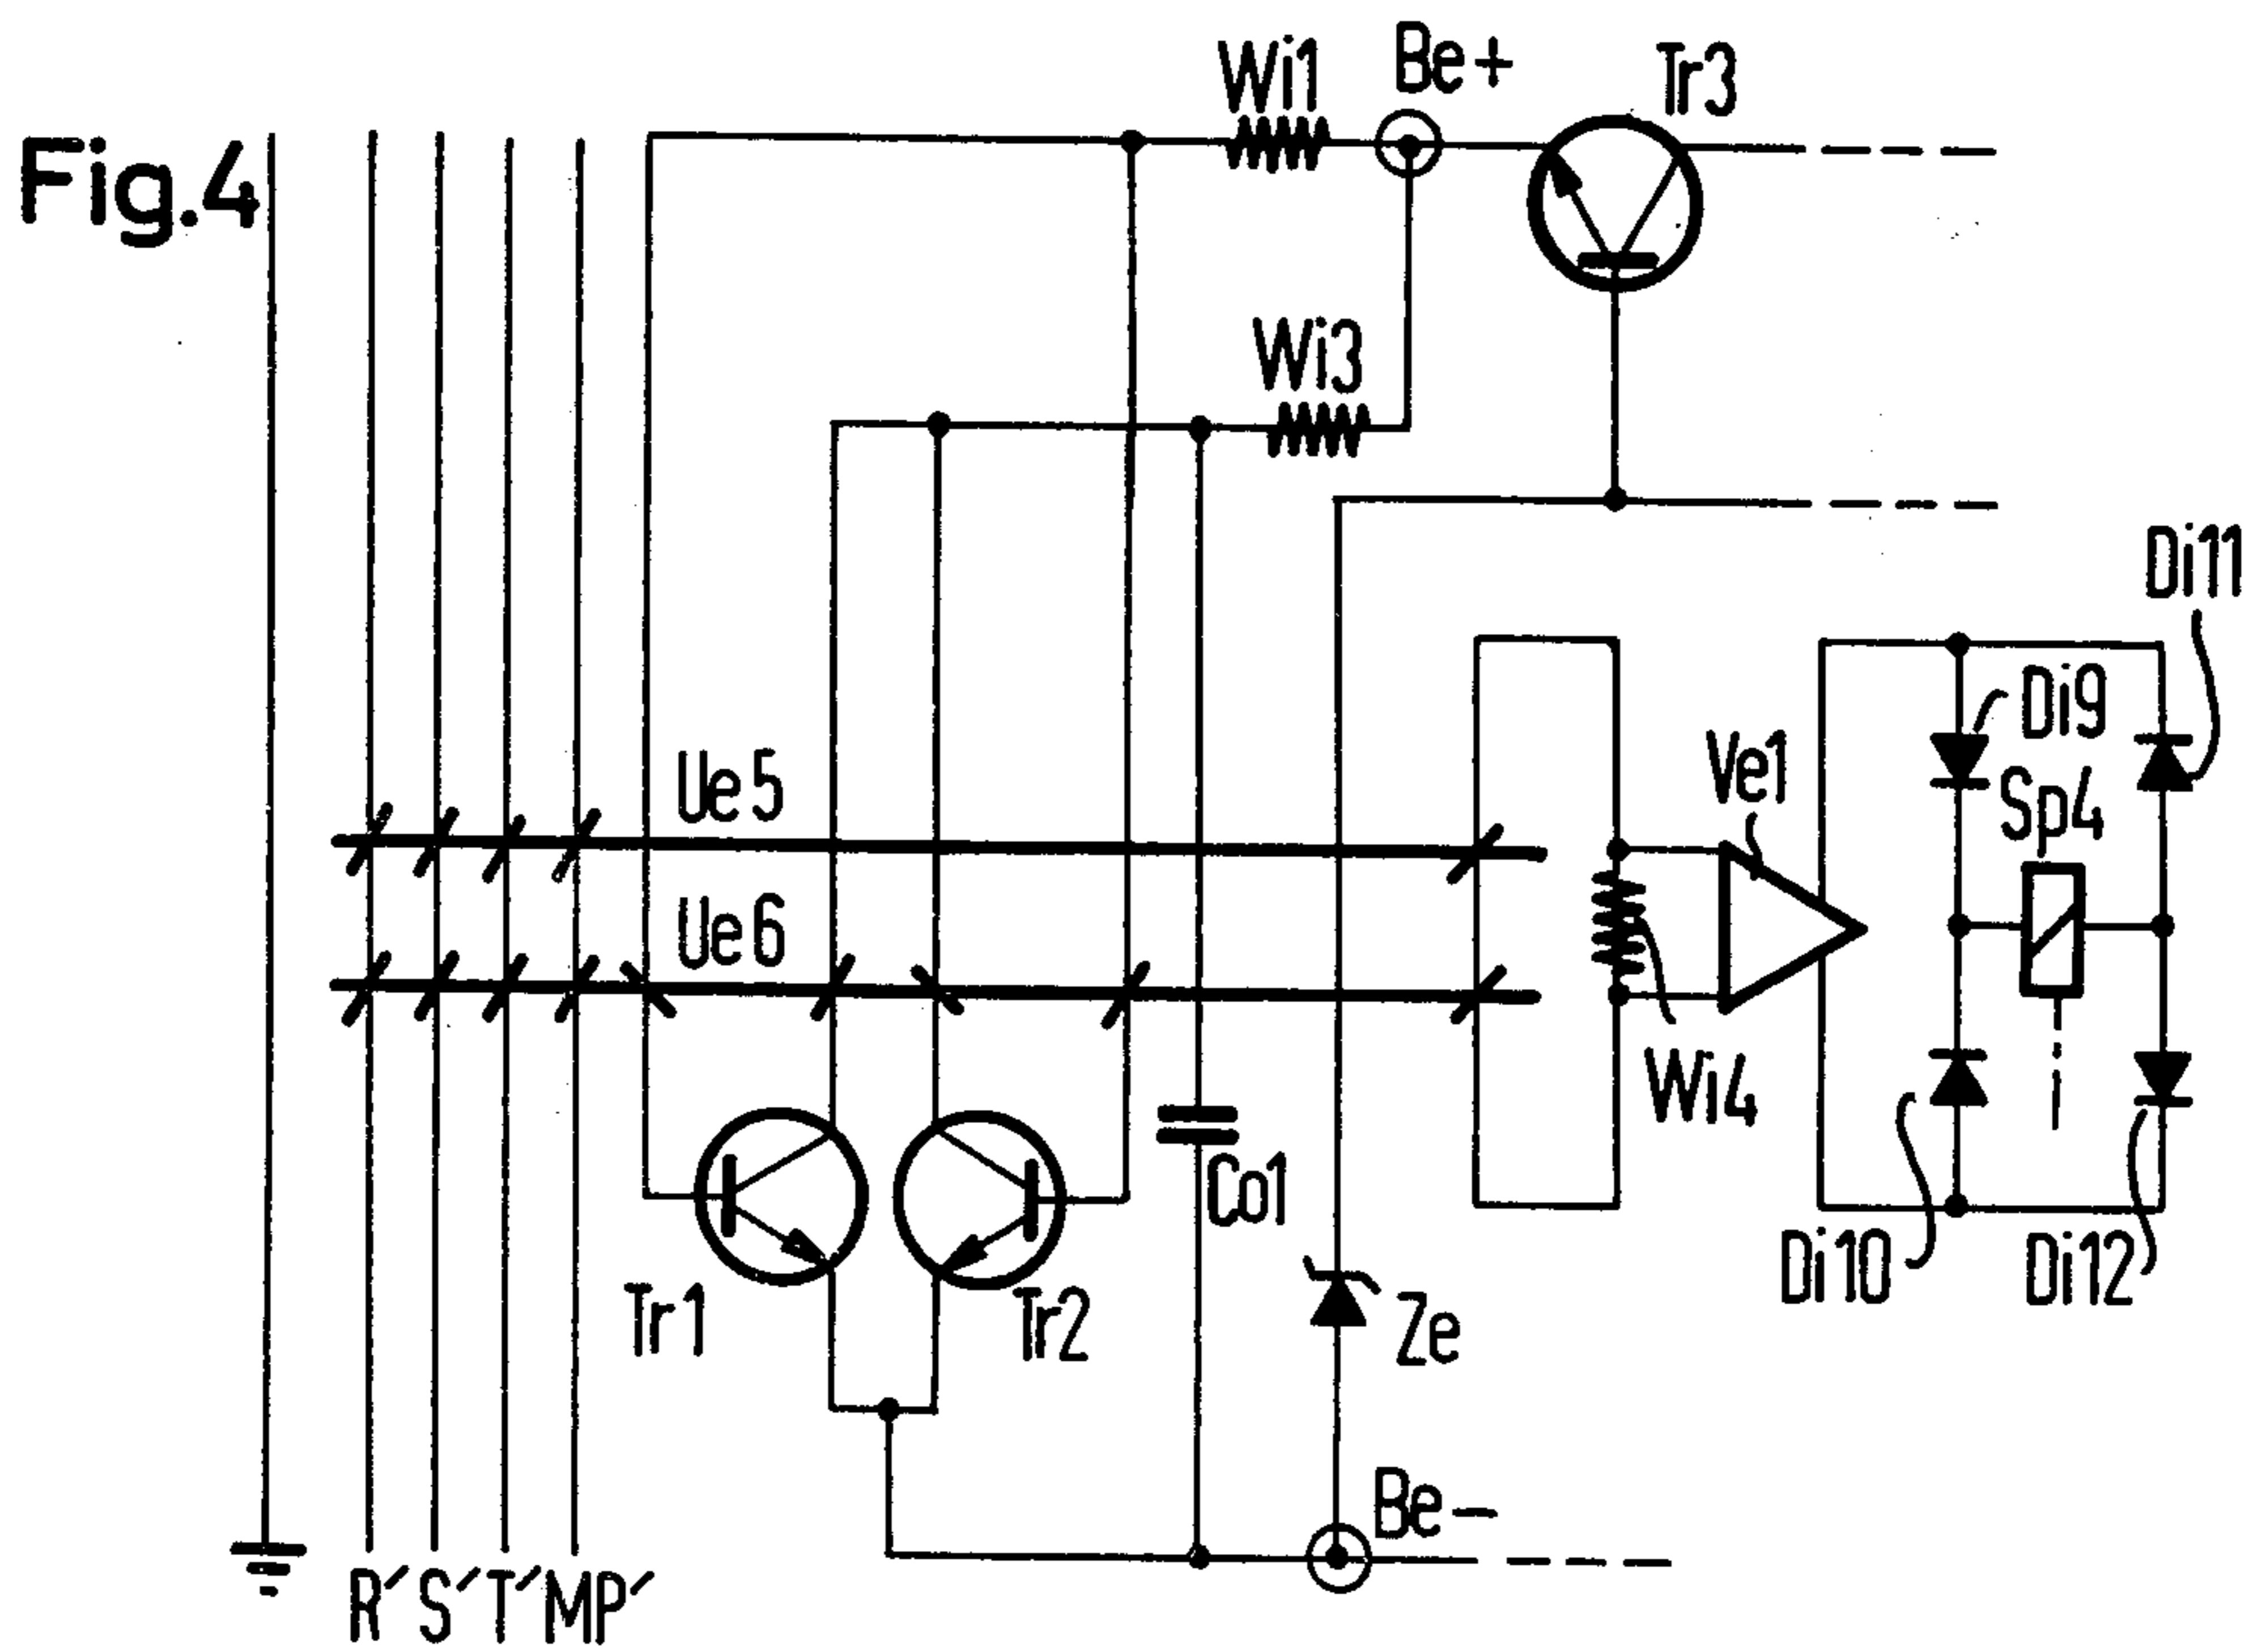 Fig.4
Wi1
Be+
Tr3
Wi3
Di11
Di9
Ue5
Ve1
Sp4
Ue6
Wi4
Co1
Di10
Di12
Tr1
Tr2
Ze
Be-
R' S' T' MP'